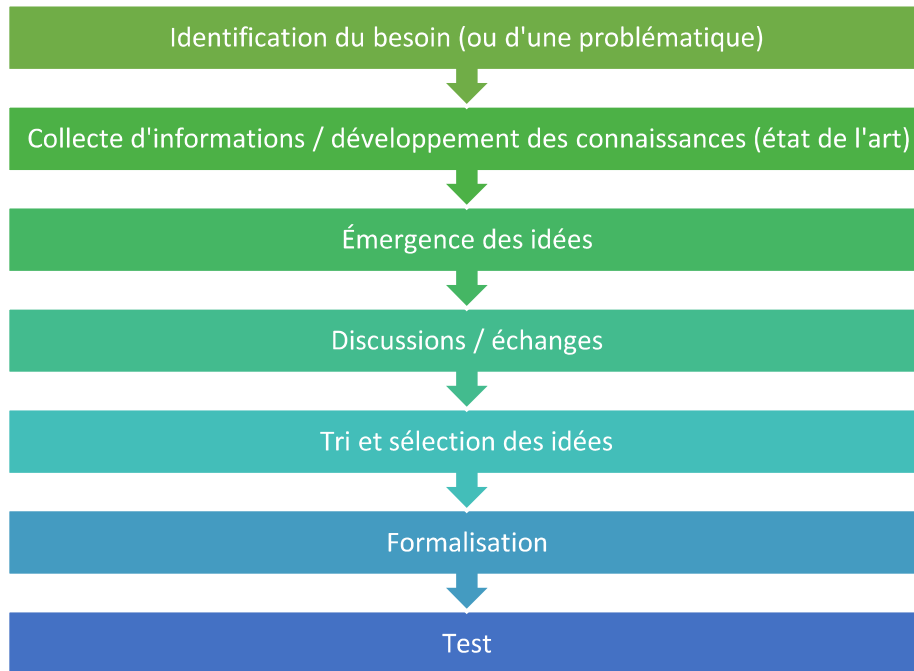 Identification du besoin (ou d'une problématique)
Collecte d'informations / développement des connaissances (état de l'art)
Émergence des idées
Discussions / échanges
Tri et sélection des idées
Formalisation
Test